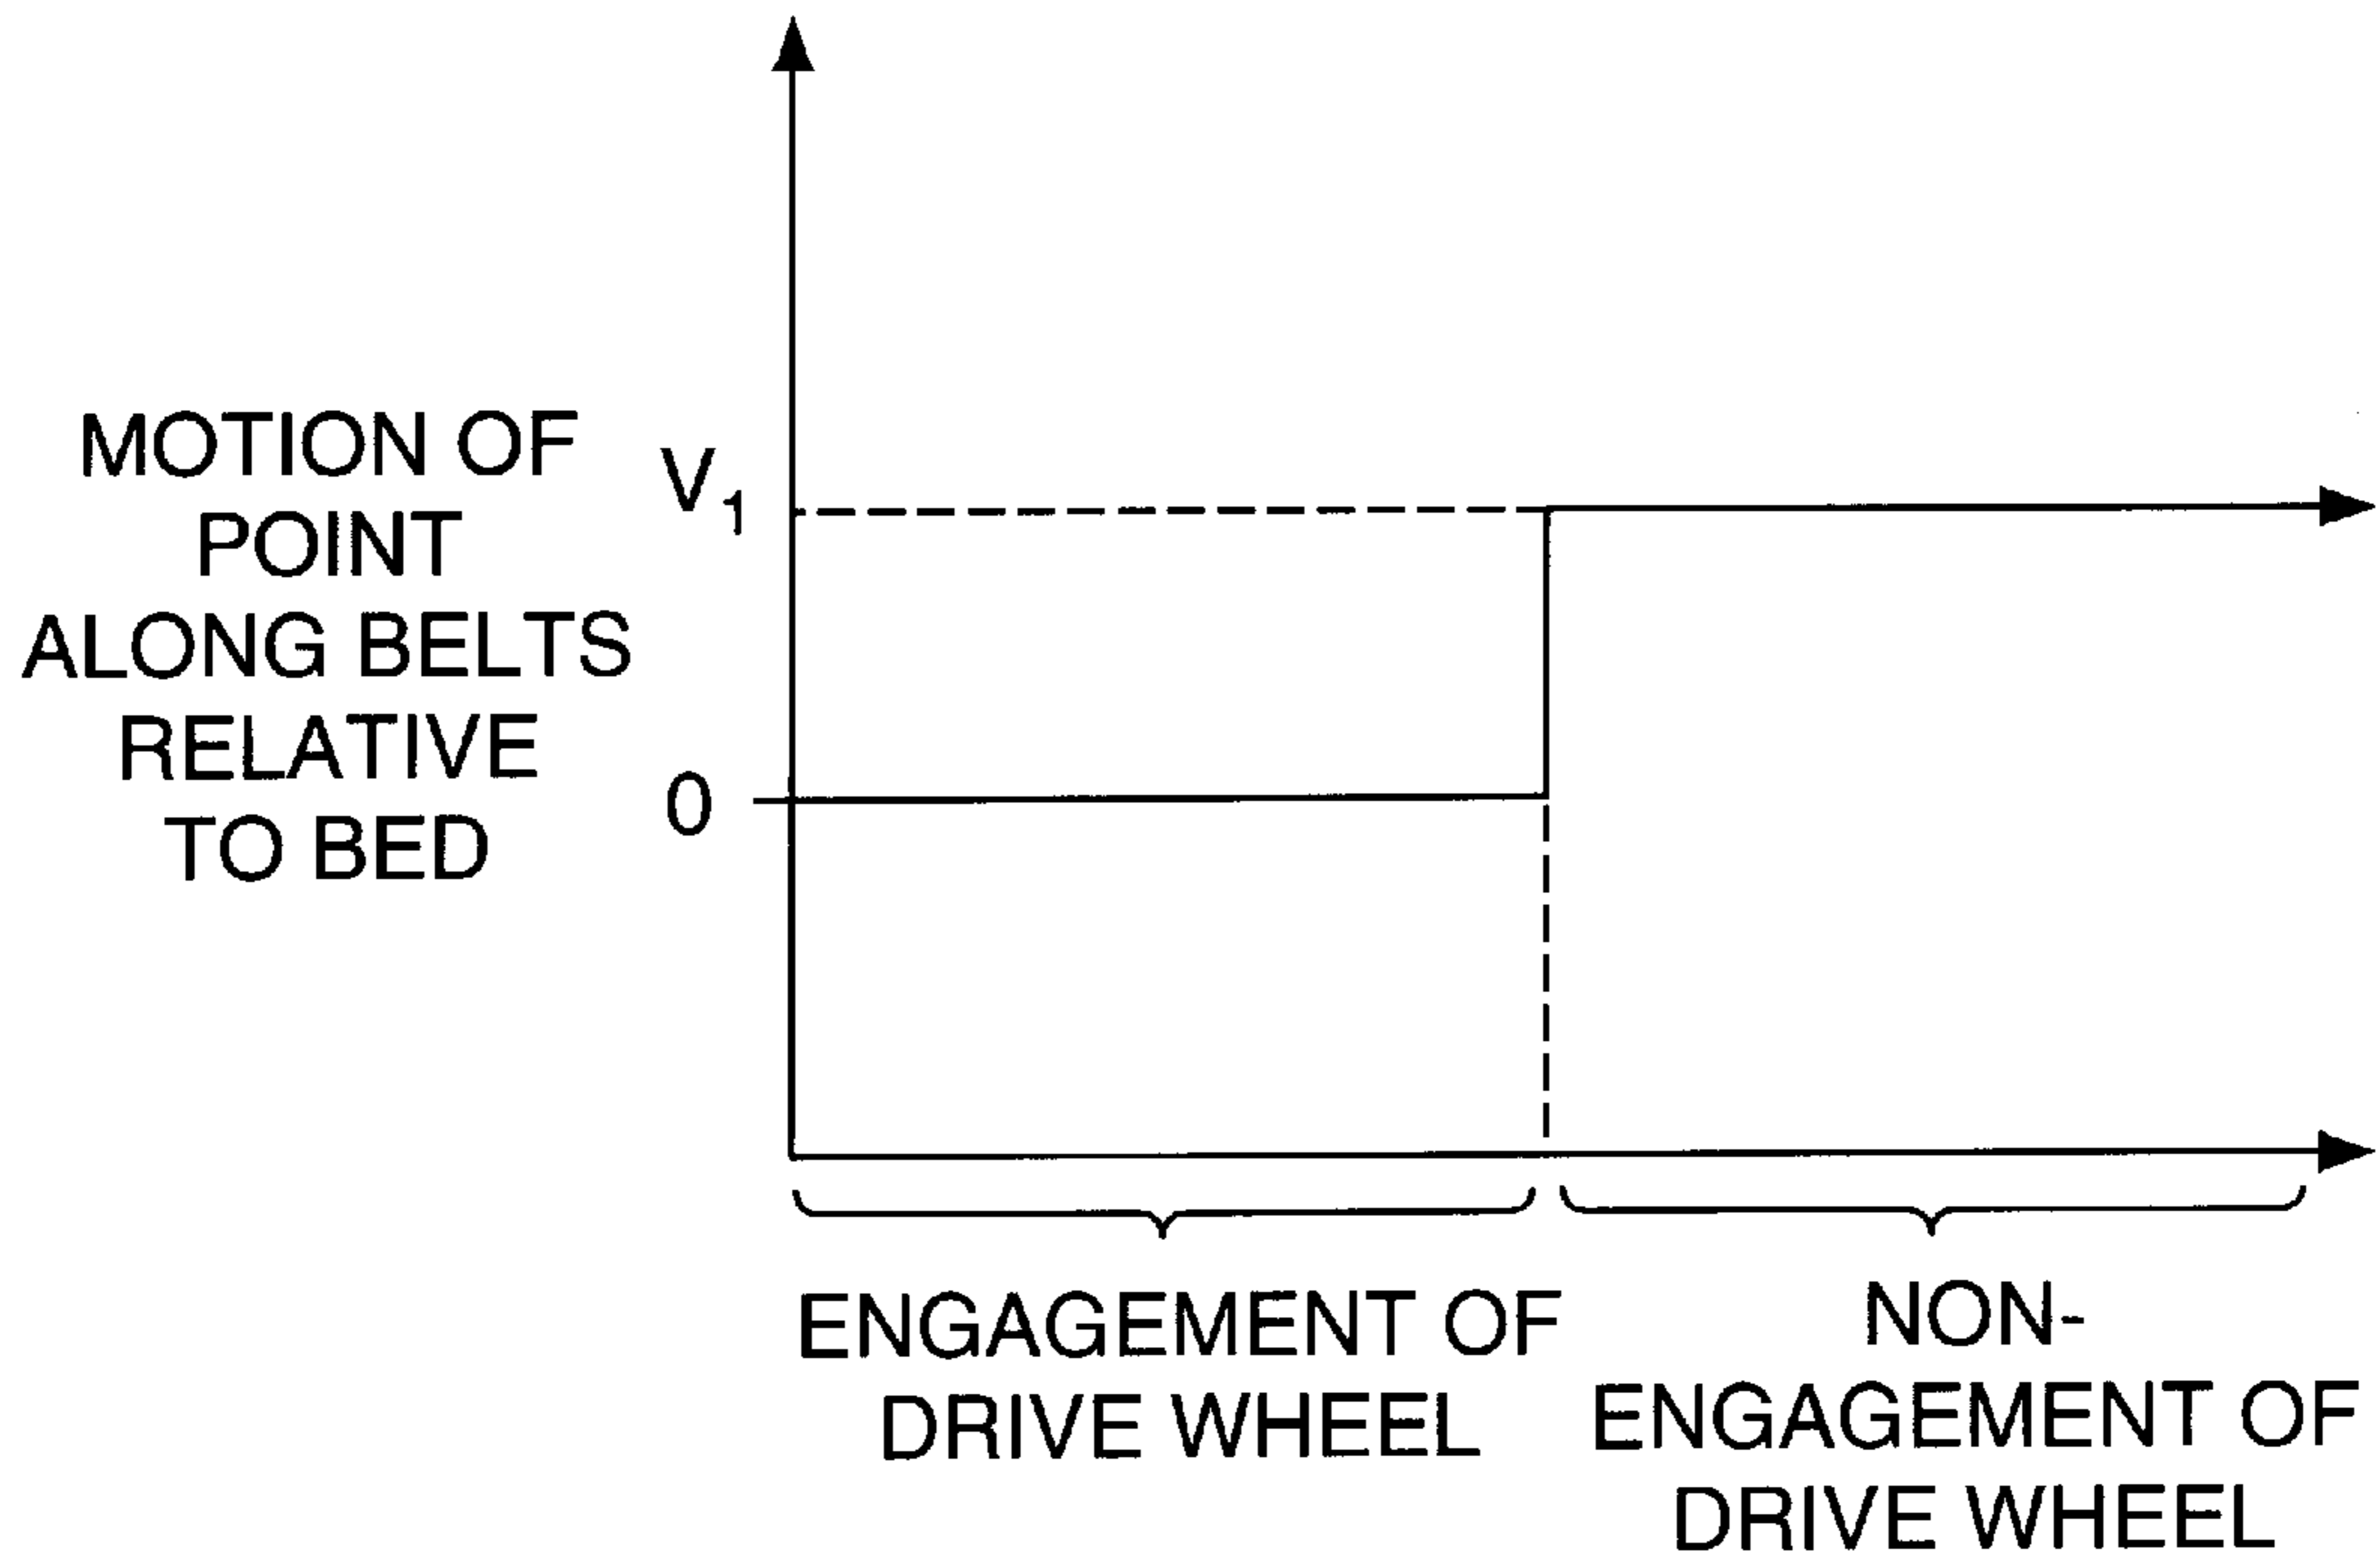 MOTION OF
POINT
ALONG BELTS
RELATIVE
TO BED
V1
0
ENGAGEMENT OF
DRIVE WHEEL
NON-
ENGAGEMENT OF
DRIVE WHEEL